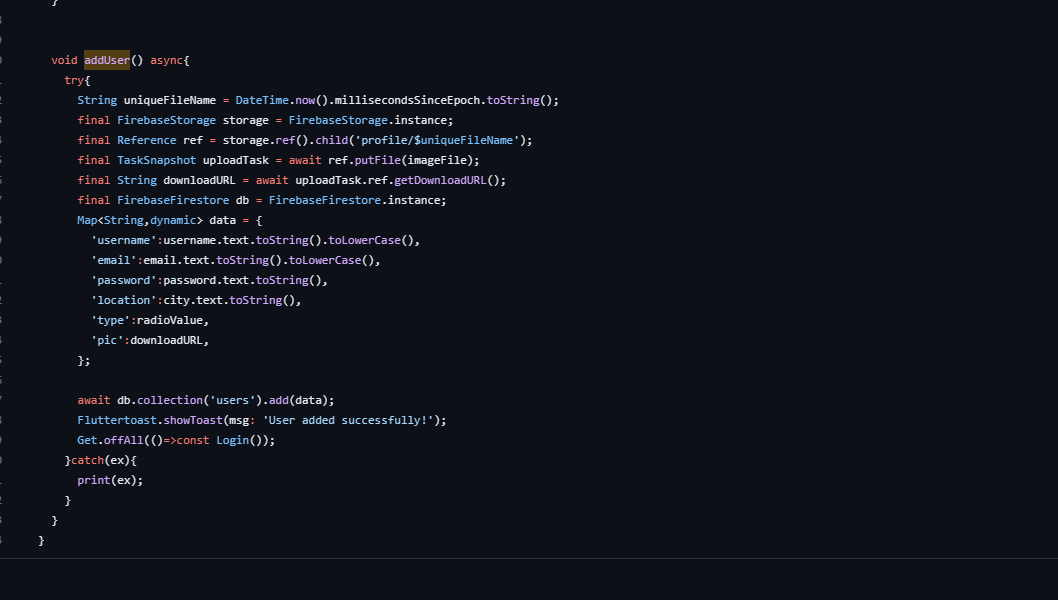 }
void addUser() async{
try{
String uniqueFileName = DateTime.now().millisecondsSinceEpoch.toString();
final FirebaseStorage storage = FirebaseStorage.instance;
final Reference ref = storage.ref().child('profile/$uniqueFileName');
final TaskSnapshot uploadTask = await ref.putFile(imageFile);
final String downloadURL = await uploadTask.ref.getDownloadURL();
final FirebaseFirestore db = FirebaseFirestore.instance;
Map<String,dynamic> data = {
'username':username.text.toString().toLowerCase(),
'email':email.text.toString().toLowerCase(),
'password':password.text.toString(),
'location':city.text.toString(),
'type':radioValue,
'pic':downloadURL,
};
await db.collection('users').add(data);
Fluttertoast.showToast(msg: 'User added successfully!');
Get.offAll(()=>const Login());
}catch(ex){
print(ex);
}
}
}